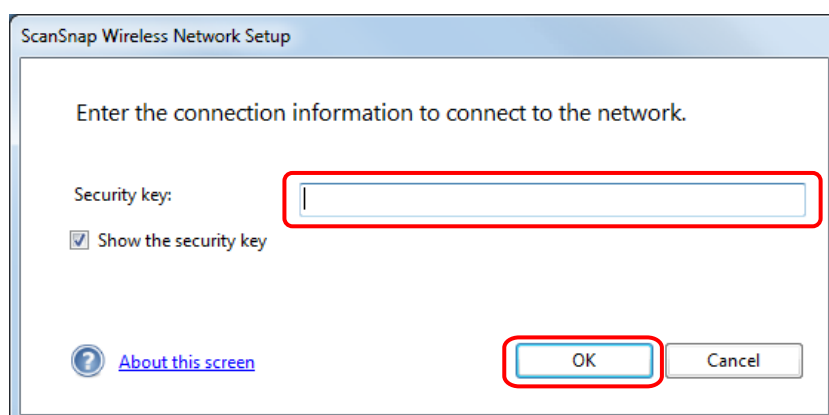 ScanSnap Wireless Network Setup
Enter the connection information to connect to the network.
Security key:
Show the security key
About this screen
OK
Cancel